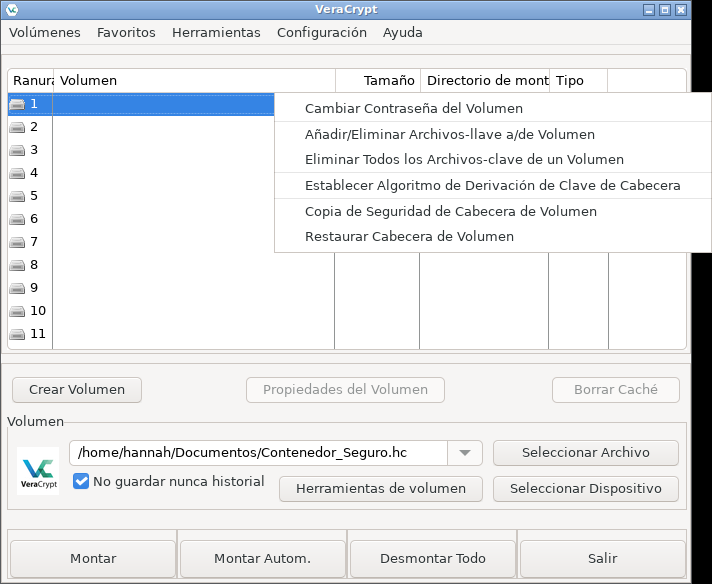 VeraCrypt
Volúmenes Favoritos Herramientas Configuración Ayuda
Ranura Volumen Tamaño Directorio de mont Tipo
1
Cambiar Contraseña del Volumen
2
Añadir/Eliminar Archivos-llave a/de Volumen
3
Eliminar Todos los Archivos-clave de un Volumen
4
Establecer Algoritmo de Derivación de Clave de Cabecera
5
Copia de Seguridad de Cabecera de Volumen
6
Restaurar Cabecera de Volumen
7
8
9
10
11
Crear Volumen Propiedades del Volumen Borrar Caché
Volumen
/home/hannah/Documentos/Contenedor_Seguro.hc Seleccionar Archivo
VeraCrypt
No guardar nunca historial Herramientas de volumen Seleccionar Dispositivo
Montar Montar Autom. Desmontar Todo Salir